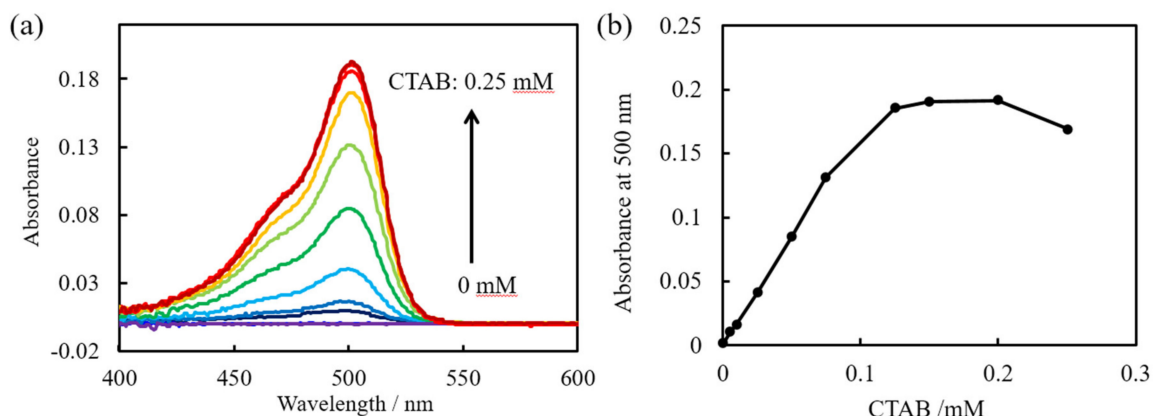 (a)
0.18
0.13
0.08
0.03
-0.02
Absorbance
400 450 500 550 600
Wavelength / nm
CTAB: 0.25 mM
0 mM
(b)
0.25
0.2
0.15
0.1
0.05
0
Absorbance at 500 nm
0 0.1 0.2 0.3
CTAB /mM